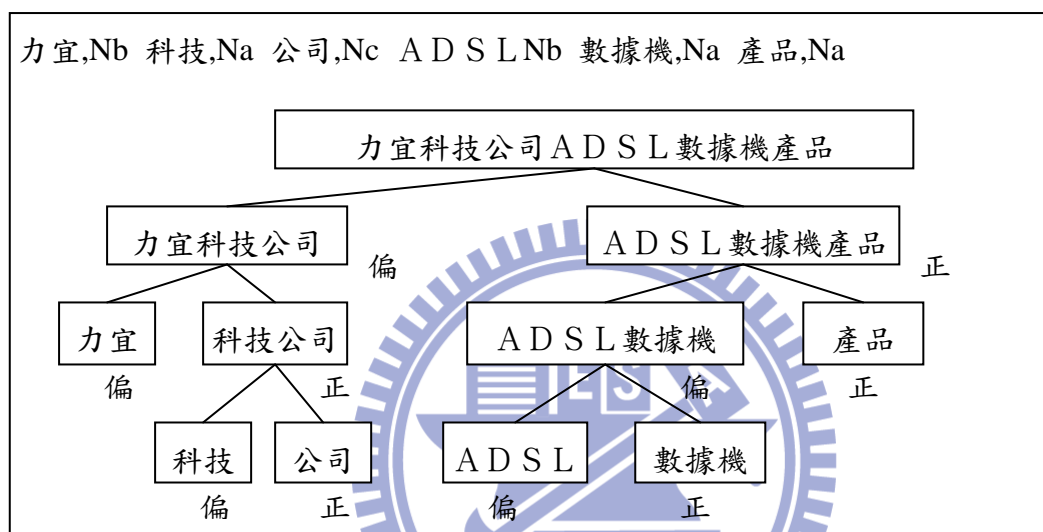 力宜,Nb 科技,Na 公司,Nc ＡＤＳＬNb 數據機,Na 產品,Na
力宜科技公司ＡＤＳＬ數據機產品
力宜科技公司 ＡＤＳＬ數據機產品
偏 正
力宜 科技公司 ＡＤＳＬ數據機 產品
偏 正 偏 正
科技 公司 ＡＤＳＬ 數據機
偏 正 偏 正